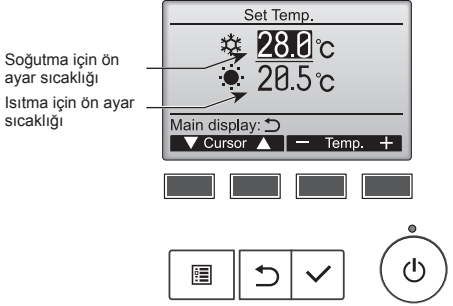 Set Temp.
Soğutma için ön
ayar sıcaklığı
28.0 °C
Isıtma için ön ayar
sıcaklığı
20.5 °C
Main display:
Cursor − Temp. +